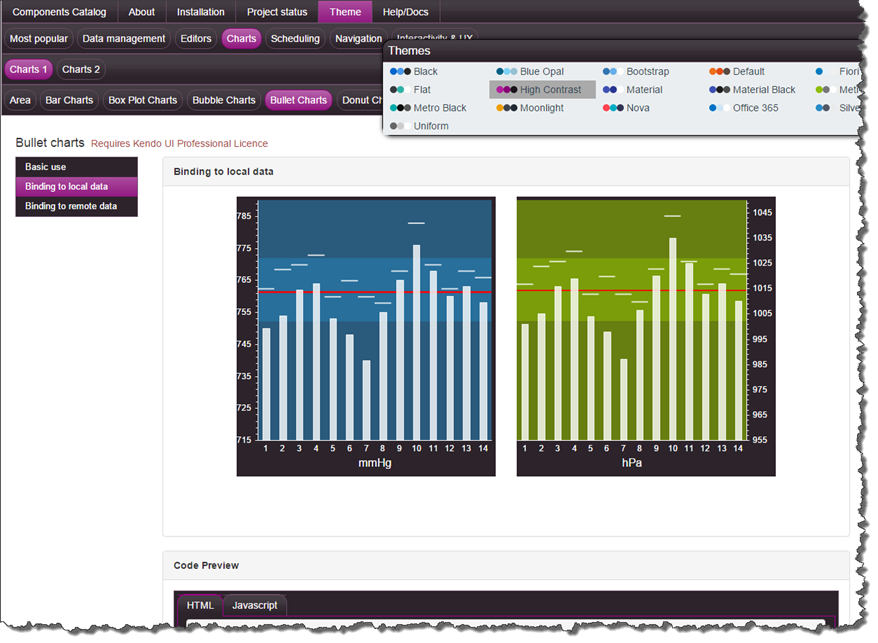 Components Catalog About Installation Project status Theme Help/Docs
Most popular Data management Editors Charts Scheduling Navigation Interactivity & UX
Themes
Charts 1 Charts 2
Black Blue Opal Bootstrap Default
Flat High Contrast Material
Metro Black Moonlight Nova Office 365
Material Black
Uniform
Area Bar Charts Box Plot Charts Bubble Charts Bullet Charts
Bullet charts Requires Kendo UI Professional Licence
Basic use
Binding to local data
Binding to remote data
Binding to local data
785
775
765
755
745
735
725
715
1 2 3 4 5 6 7 8 9 10 11 12 13 14
mmHg
1045
1035
1025
1015
1005
995
985
975
965
955
1 2 3 4 5 6 7 8 9 10 11 12 13 14
hPa
Code Preview
HTML Javascript